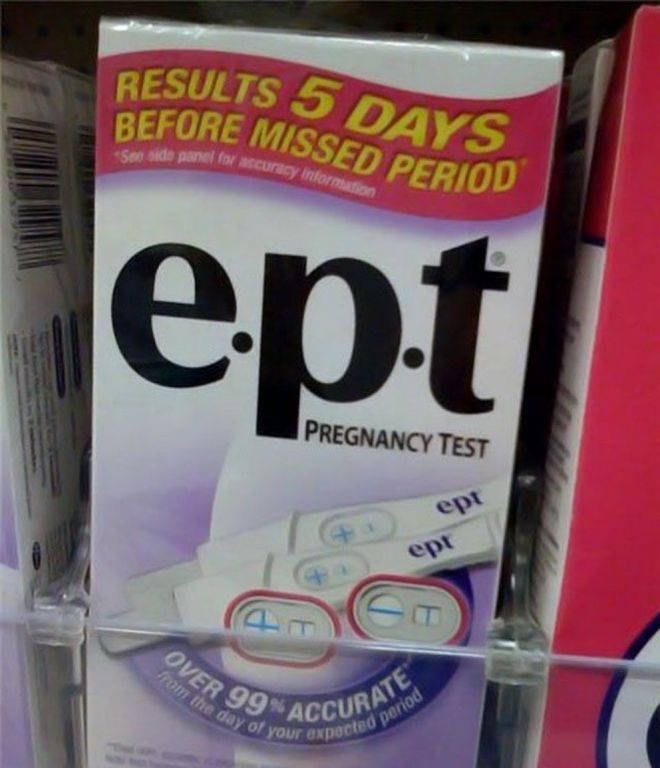 RESULTS 5 DAYS
BEFORE MISSED PERIOD*
*See side panel for accuracy information
e.p.t®
PREGNANCY TEST
ept
ept
OVER 99% ACCURATE
from the day of your expected period